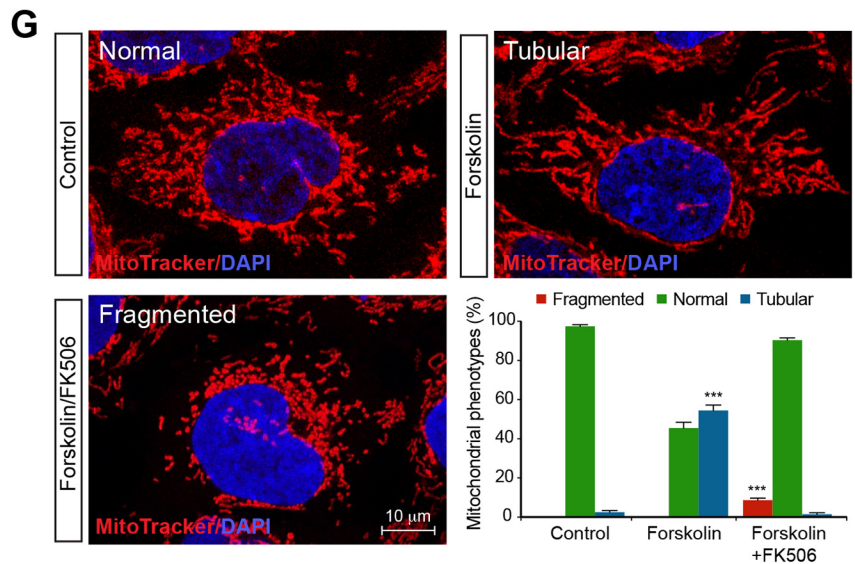 G
Control
Normal
MitoTracker/DAPI
Forskolin
Tubular
MitoTracker/DAPI
Forskolin/FK506
Fragmented
MitoTracker/DAPI
10 μm
Fragmented Normal Tubular
Mitochondrial phenotypes (%)
100
80
60
40
20
0
***
***
Control Forskolin Forskolin
+FK506